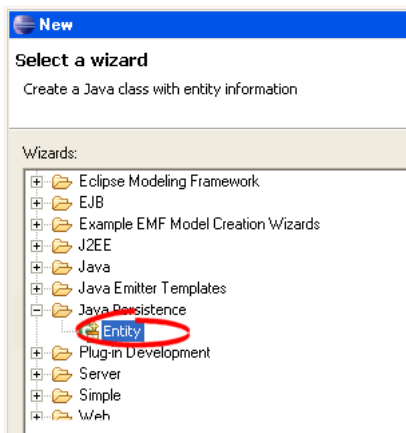 New
Select a wizard
Create a Java class with entity information
Wizards:
Eclipse Modeling Framework
EJB
Example EMF Model Creation Wizards
J2EE
Java
Java Emitter Templates
Java Persistence
Entity
Plug-in Development
Server
Simple
Web